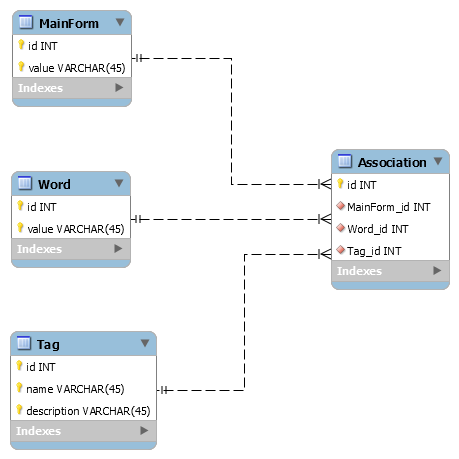 MainForm
id INT
value VARCHAR(45)
Indexes
Word
id INT
value VARCHAR(45)
Indexes
Tag
id INT
name VARCHAR(45)
description VARCHAR(45)
Indexes
Association
id INT
MainForm_id INT
Word_id INT
Tag_id INT
Indexes